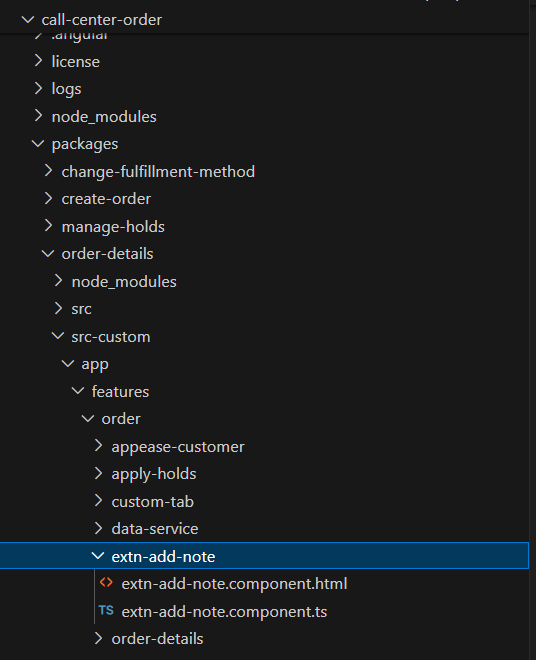 call-center-order
.angular
license
logs
node_modules
packages
change-fulfillment-method
create-order
manage-holds
order-details
node_modules
src
src-custom
app
features
order
appease-customer
apply-holds
custom-tab
data-service
extn-add-note
<> extn-add-note.component.html
TS extn-add-note.component.ts
order-details